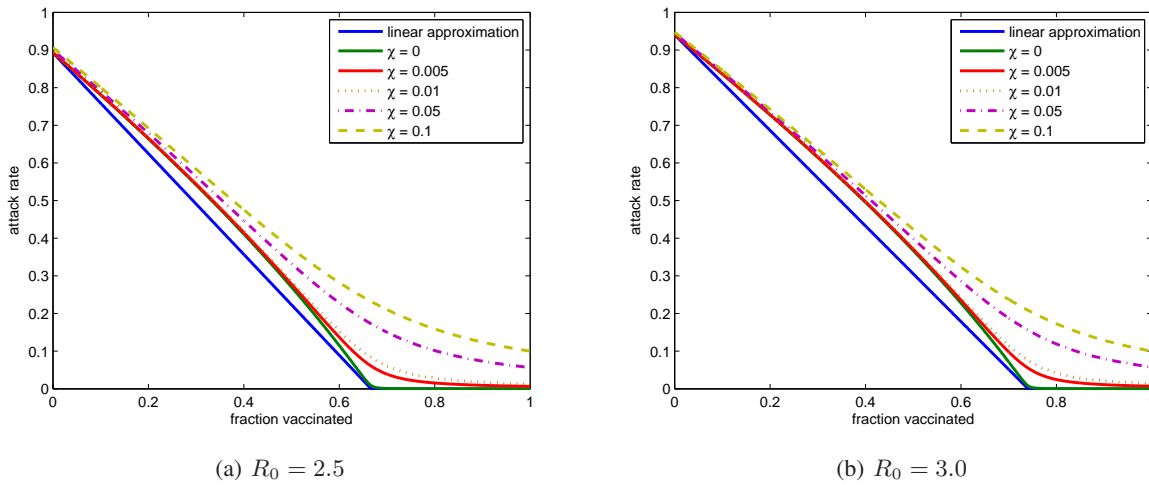 1
0.9
0.8
0.7
0.6
0.5
0.4
0.3
0.2
0.1
0
0 0.2 0.4 0.6 0.8 1
attack rate
fraction vaccinated
linear approximation
χ = 0
χ = 0.005
χ = 0.01
χ = 0.05
χ = 0.1
(a) R₀ = 2.5
1
0.9
0.8
0.7
0.6
0.5
0.4
0.3
0.2
0.1
0
0 0.2 0.4 0.6 0.8 1
attack rate
fraction vaccinated
linear approximation
χ = 0
χ = 0.005
χ = 0.01
χ = 0.05
χ = 0.1
(b) R₀ = 3.0